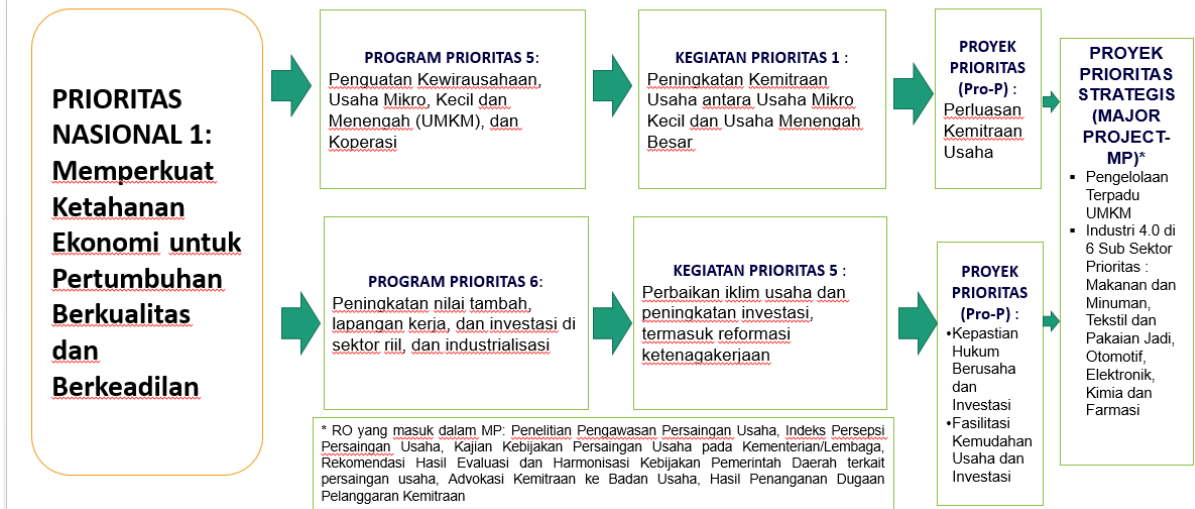 PRIORITAS
NASIONAL 1:
Memperkuat
Ketahanan
Ekonomi untuk
Pertumbuhan
Berkualitas
dan
Berkeadilan
PROGRAM PRIORITAS 5:
Penguatan Kewirausahaan,
Usaha Mikro, Kecil dan
Menengah (UMKM), dan
Koperasi
KEGIATAN PRIORITAS 1 :
Peningkatan Kemitraan
Usaha antara Usaha Mikro
Kecil dan Usaha Menengah
Besar
PROYEK
PRIORITAS
(Pro-P) :
Perluasan
Kemitraan
Usaha
PROGRAM PRIORITAS 6:
Peningkatan nilai tambah,
lapangan kerja, dan investasi di
sektor riil, dan industrialisasi
KEGIATAN PRIORITAS 5 :
Perbaikan iklim usaha dan
peningkatan investasi,
termasuk reformasi
ketenagakerjaan
PROYEK
PRIORITAS
(Pro-P) :
•Kepastian
Hukum
Berusaha
dan
Investasi
•Fasilitasi
Kemudahan
Usaha dan
Investasi
PROYEK
PRIORITAS
STRATEGIS
(MAJOR
PROJECT-
MP)*
▪ Pengelolaan
Terpadu
UMKM
▪ Industri 4.0 di
6 Sub Sektor
Prioritas :
Makanan dan
Minuman,
Tekstil dan
Pakaian Jadi,
Otomotif,
Elektronik,
Kimia dan
Farmasi
* RO yang masuk dalam MP: Penelitian Pengawasan Persaingan Usaha, Indeks Persepsi
Persaingan Usaha, Kajian Kebijakan Persaingan Usaha pada Kementerian/Lembaga,
Rekomendasi Hasil Evaluasi dan Harmonisasi Kebijakan Pemerintah Daerah terkait
persaingan usaha, Advokasi Kemitraan ke Badan Usaha, Hasil Penanganan Dugaan
Pelanggaran Kemitraan